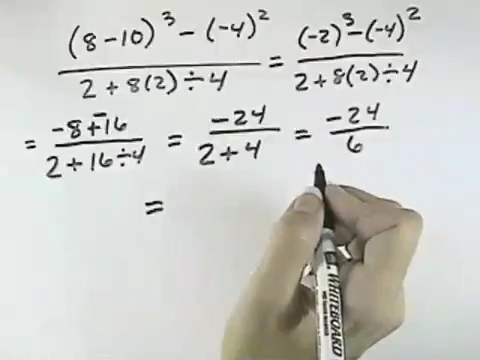 (8-10)³ - (-4)² / 2 + 8(2) ÷ 4 = (-2)³ - (-4)² / 2 + 8(2) ÷ 4
= -8 + -16 / 2 + 16 ÷ 4 = -24 / 2 + 4 = -24 / 6
=
WHITEBOARD